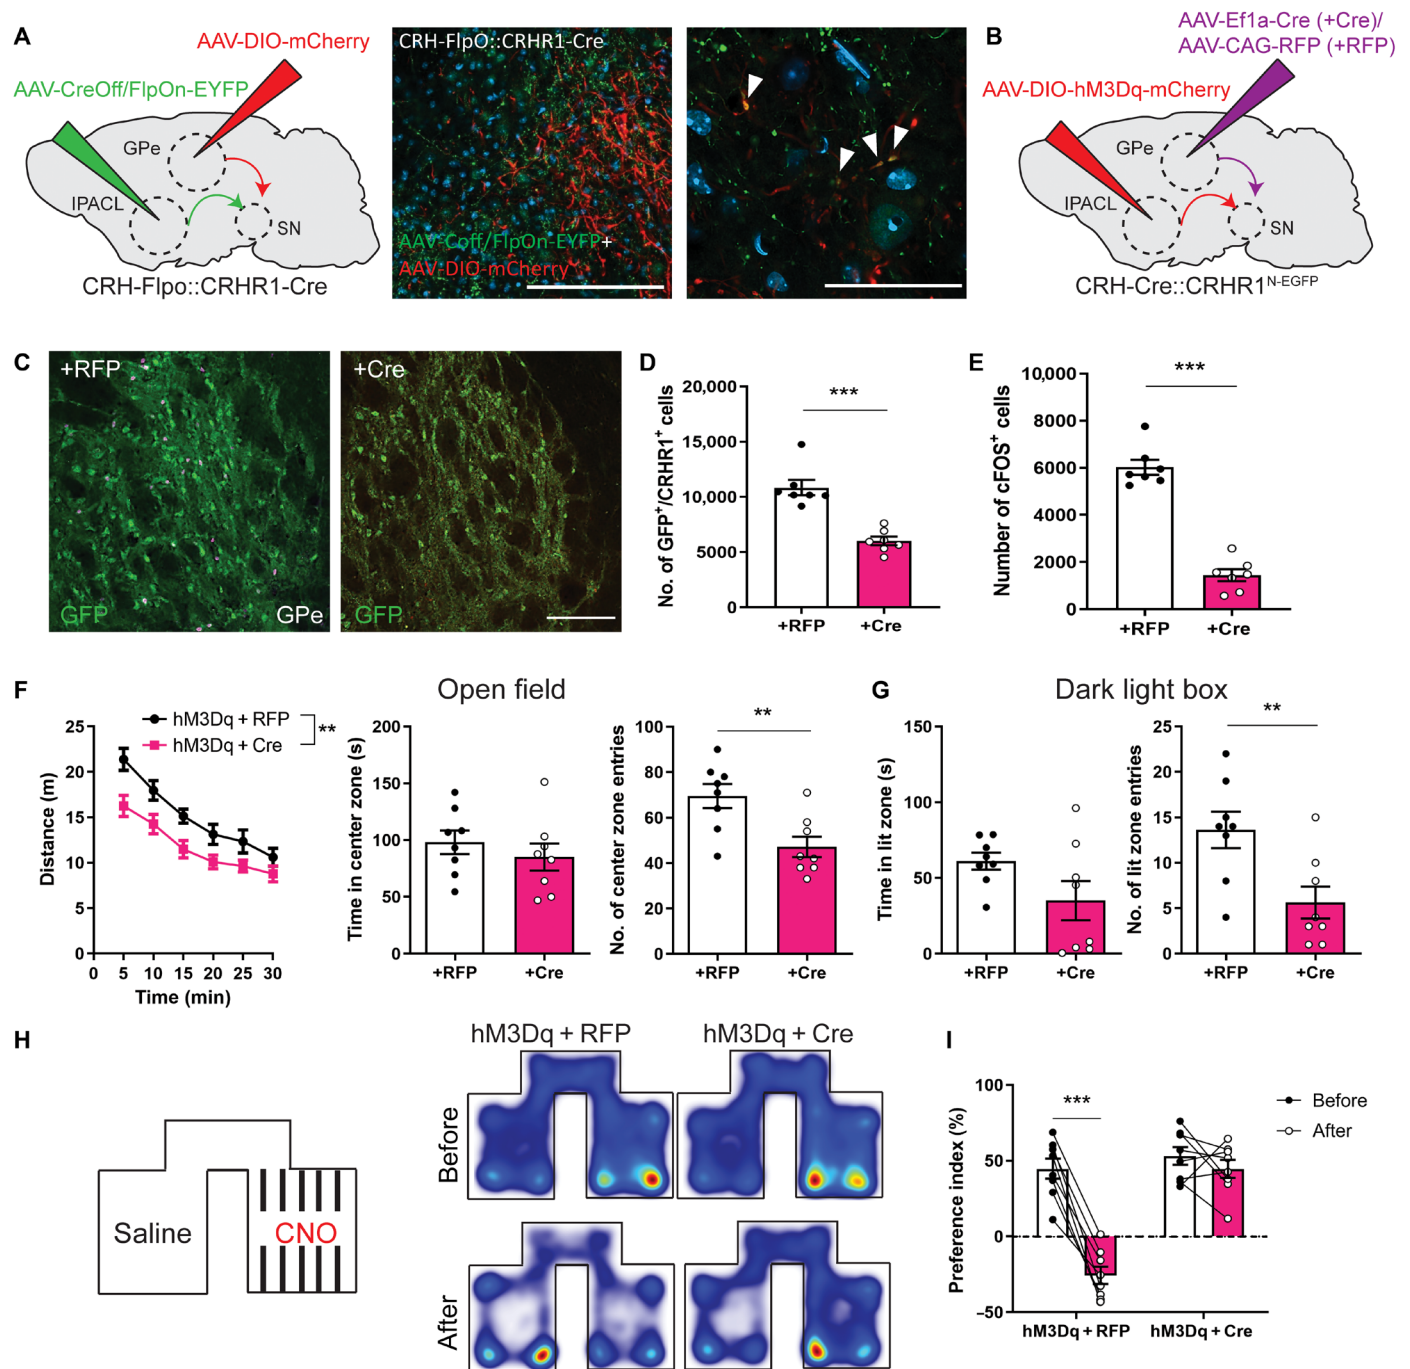 A
AAV-DIO-mCherry
AAV-CreOff/FlpOn-EYFP
GPe
IPACL
SN
CRH-Flpo::CRHR1-Cre
CRH-FlpO::CRHR1-Cre
AAV-Coff/FlpOn-EYFP+
AAV-DIO-mCherry
B
AAV-Ef1a-Cre (+Cre)/
AAV-CAG-RFP (+RFP)
AAV-DIO-hM3Dq-mCherry
GPe
IPACL
SN
CRH-Cre::CRHR1N-EGFP
C
+RFP
GFP
GPe
+Cre
GFP
D
No. of GFP+/CRHR1+ cells
20,000
15,000
10,000
5000
0
***
+RFP
+Cre
E
Number of cFOS+ cells
10,000
8000
6000
4000
2000
0
***
+RFP
+Cre
F
Open field
hM3Dq + RFP
hM3Dq + Cre
**
Distance (m)
25
20
15
10
5
0
0 5 10 15 20 25 30
Time (min)
Time in center zone (s)
200
150
100
50
0
+RFP
+Cre
No. of center zone entries
100
80
60
40
20
0
**
+RFP
+Cre
G
Dark light box
Time in lit zone (s)
150
100
50
0
+RFP
+Cre
No. of lit zone entries
25
20
15
10
5
0
**
+RFP
+Cre
H
Saline
CNO
hM3Dq + RFP
hM3Dq + Cre
Before
After
I
Preference index (%)
100
50
0
−50
***
Before
After
hM3Dq + RFP
hM3Dq + Cre